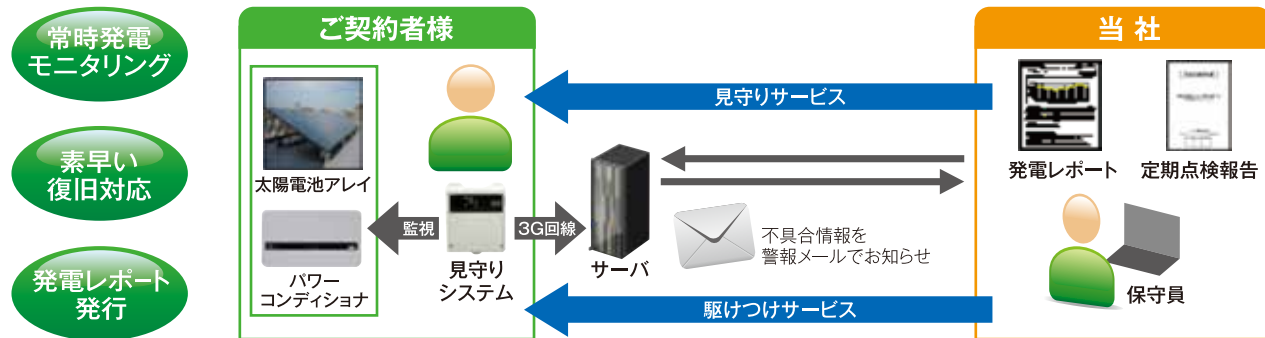 常時発電
モニタリング
素早い
復旧対応
発電レポート
発行
ご契約者様
太陽電池アレイ
パワー
コンディショナ
監視
見守り
システム
3G回線
サーバ
見守りサービス
不具合情報を
警報メールでお知らせ
駆けつけサービス
当社
発電レポート
定期点検報告
保守員